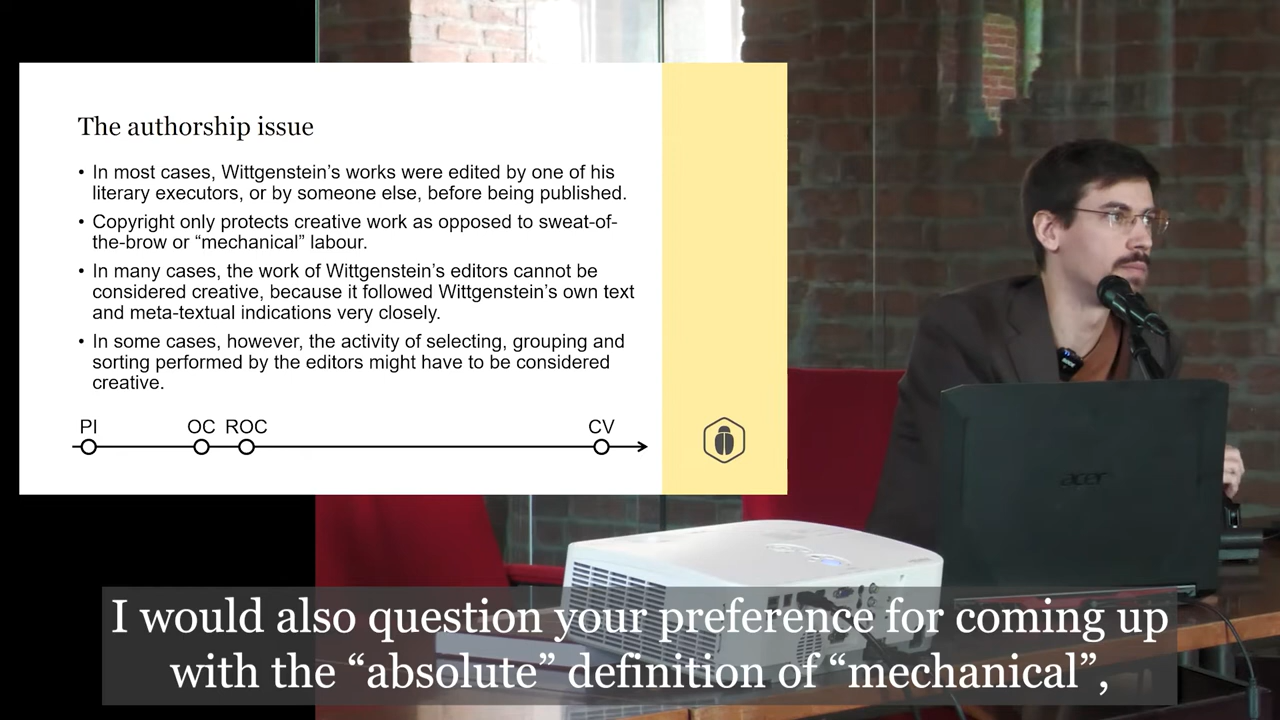 The authorship issue
• In most cases, Wittgenstein’s works were edited by one of his
literary executors, or by someone else, before being published.
• Copyright only protects creative work as opposed to sweat-of-
the-brow or “mechanical” labour.
• In many cases, the work of Wittgenstein’s editors cannot be
considered creative, because it followed Wittgenstein’s own text
and meta-textual indications very closely.
• In some cases, however, the activity of selecting, grouping and
sorting performed by the editors might have to be considered
creative.
PI OC ROC CV
acer
I would also question your preference for coming up
with the “absolute” definition of “mechanical”,